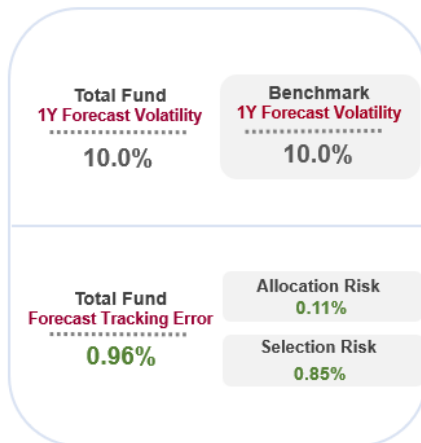 Total Fund
1Y Forecast Volatility
10.0%
Benchmark
1Y Forecast Volatility
10.0%
Total Fund
Forecast Tracking Error
0.96%
Allocation Risk
0.11%
Selection Risk
0.85%